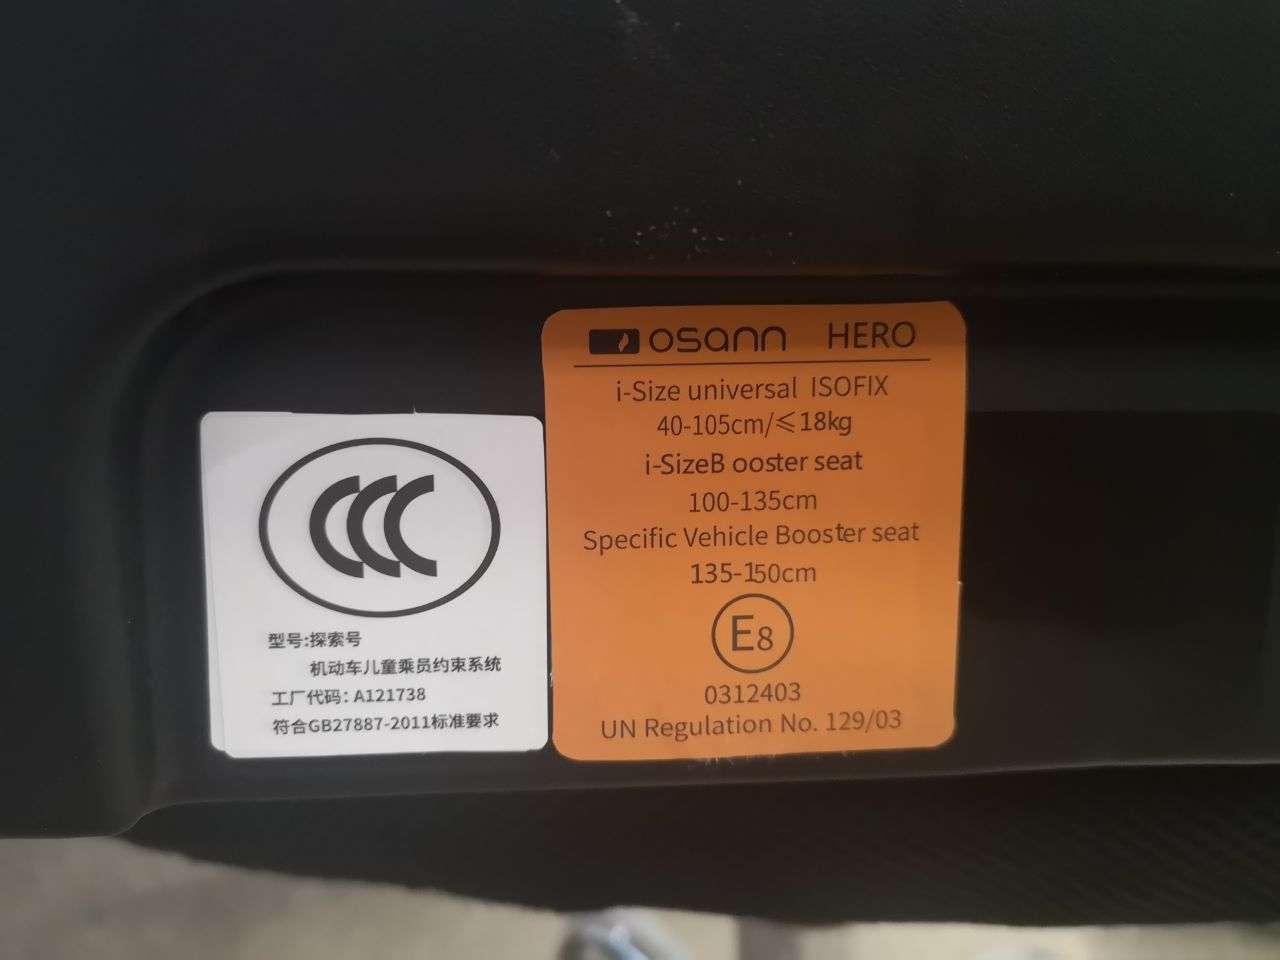 CCC
型号:探索号
机动车儿童乘员约束系统
工厂代码: A121738
符合GB27887-2011标准要求
osann HERO
i-Size universal ISOFIX
40-105cm/≤18kg
i-SizeB ooster seat
100-135cm
Specific Vehicle Booster seat
135-150cm
E8
0312403
UN Regulation No. 129/03